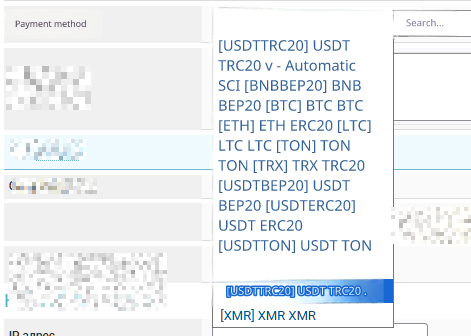 Payment method
Search...
[USDTTRC20] USDT
TRC20 v - Automatic
SCI [BNBBEP20] BNB
BEP20 [BTC] BTC BTC
[ETH] ETH ERC20 [LTC]
LTC LTC [TON] TON
TON [TRX] TRX TRC20
[USDTBEP20] USDT
BEP20 [USDTERC20]
USDT ERC20
[USDTTON] USDT TON
[USDTTRC20] USDT TRC20 .
[XMR] XMR XMR
IP адрес